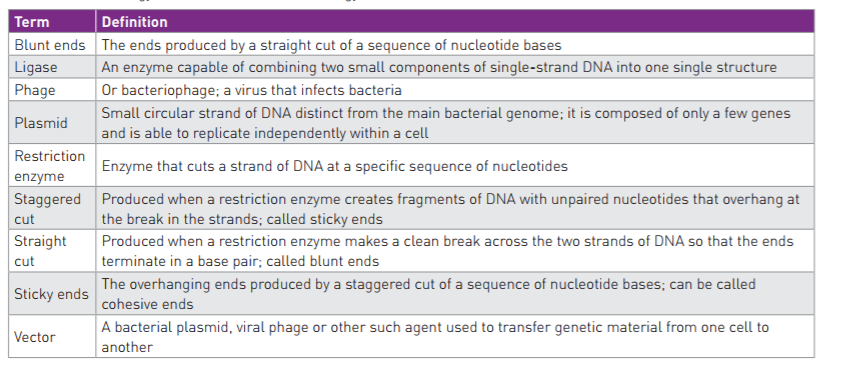 Term Definition
Blunt ends The ends produced by a straight cut of a sequence of nucleotide bases
Ligase An enzyme capable of combining two small components of single-strand DNA into one single structure
Phage Or bacteriophage; a virus that infects bacteria
Plasmid Small circular strand of DNA distinct from the main bacterial genome; it is composed of only a few genes
and is able to replicate independently within a cell
Restriction
enzyme Enzyme that cuts a strand of DNA at a specific sequence of nucleotides
Staggered
cut Produced when a restriction enzyme creates fragments of DNA with unpaired nucleotides that overhang at
the break in the strands; called sticky ends
Straight
cut Produced when a restriction enzyme makes a clean break across the two strands of DNA so that the ends
terminate in a base pair; called blunt ends
Sticky ends The overhanging ends produced by a staggered cut of a sequence of nucleotide bases; can be called
cohesive ends
Vector A bacterial plasmid, viral phage or other such agent used to transfer genetic material from one cell to
another